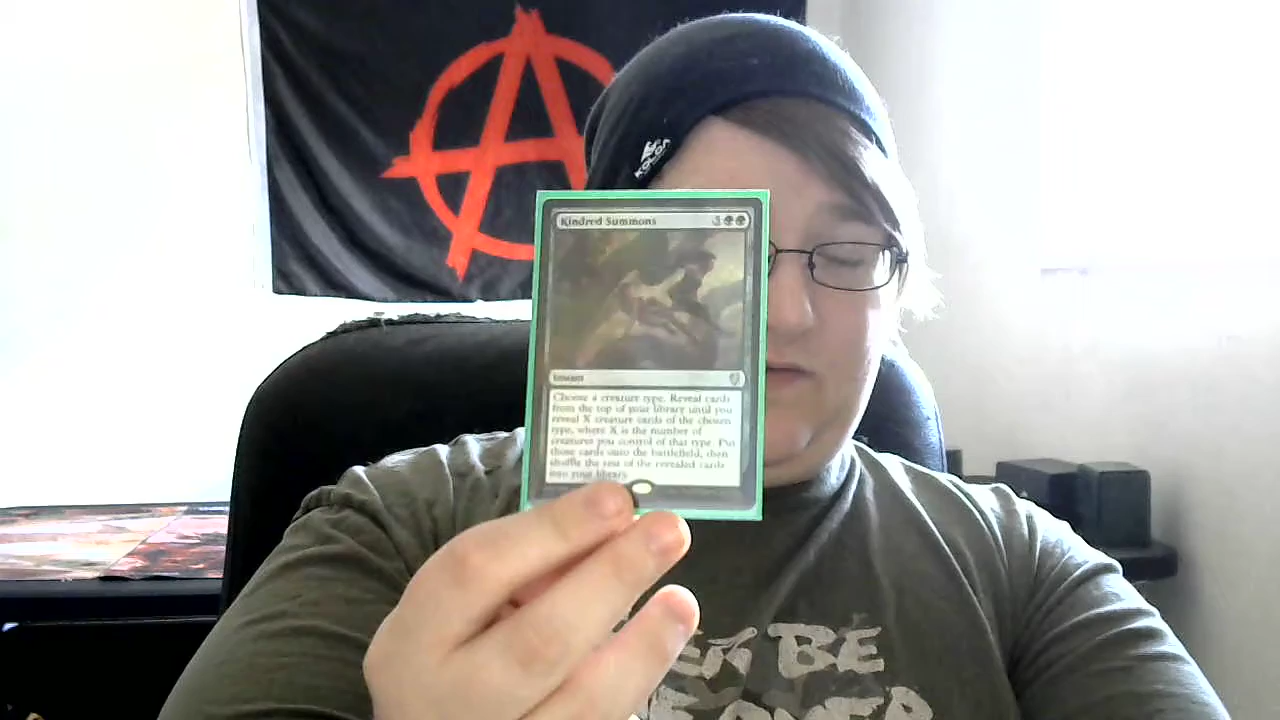 KOLOA
Kindred Summons 3
Instant
Choose a creature type. Reveal cards
from the top of your library until you
reveal X creature cards of the chosen
type, where X is the number of
creatures you control of that type. Put
those cards onto the battlefield, then
shuffle the rest of the revealed cards
into your library.
BE